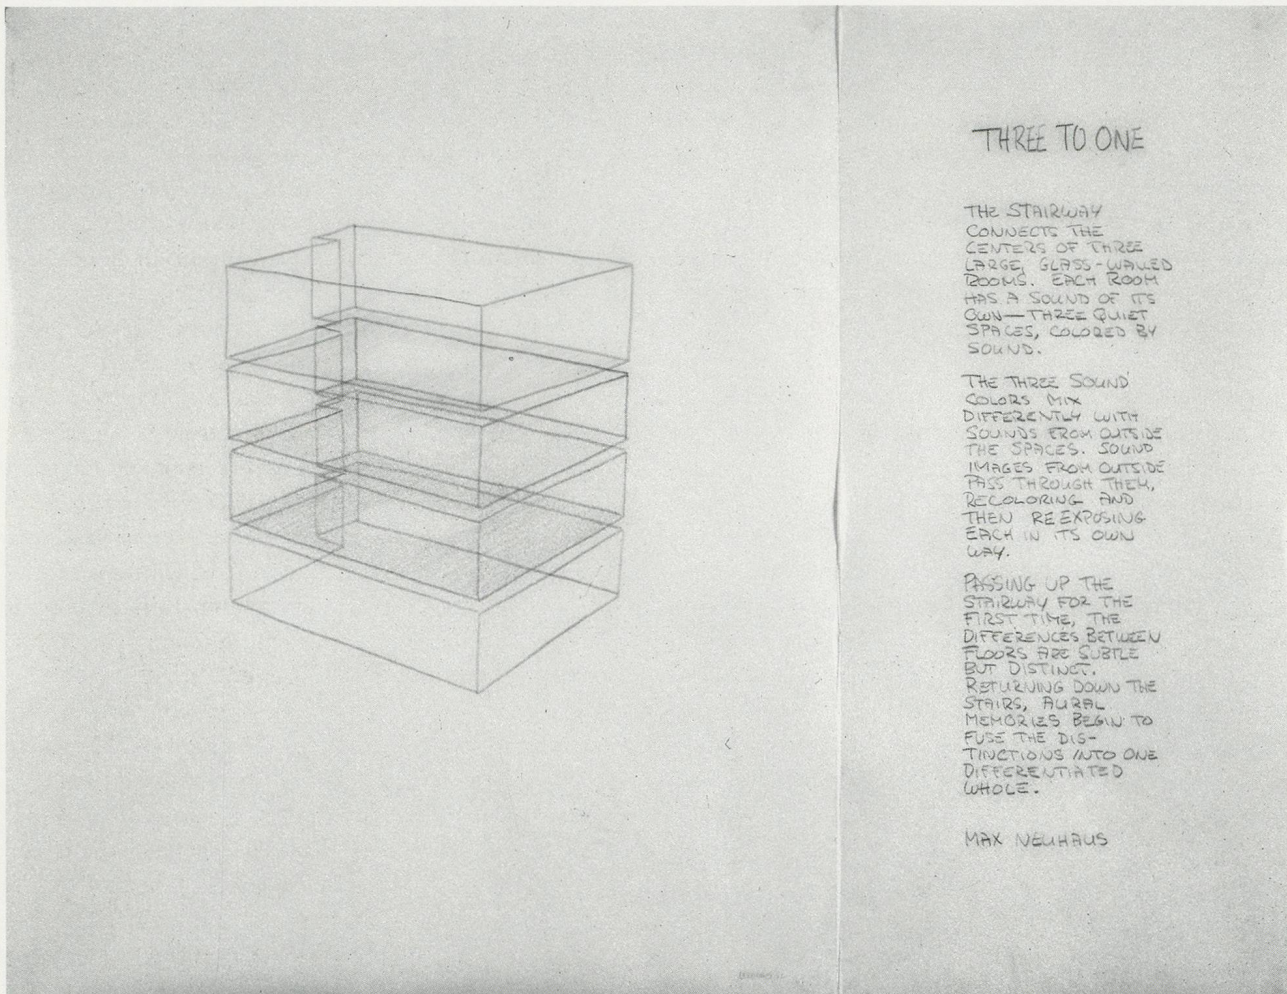 THREE TO ONE
THE STAIRWAY
CONNECTS THE
CENTERS OF THREE
LARGE, GLASS-WALLED
ROOMS. EACH ROOM
HAS A SOUND OF ITS
OWN—THREE QUIET
SPACES, COLORED BY
SOUND.
THE THREE SOUND
COLORS MIX
DIFFERENTLY WITH
SOUNDS FROM OUTSIDE
THE SPACES. SOUND
IMAGES FROM OUTSIDE
PASS THROUGH THEM,
RECOLORING AND
THEN REEXPOSING
EACH IN ITS OWN
WAY.
PASSING UP THE
STAIRWAY FOR THE
FIRST TIME, THE
DIFFERENCES BETWEEN
FLOORS ARE SUBTLE
BUT DISTINCT.
RETURNING DOWN THE
STAIRS, AURAL
MEMORIES BEGIN TO
FUSE THE DIS-
TINCTIONS INTO ONE
DIFFERENTIATED
WHOLE.
MAX NEUHAUS